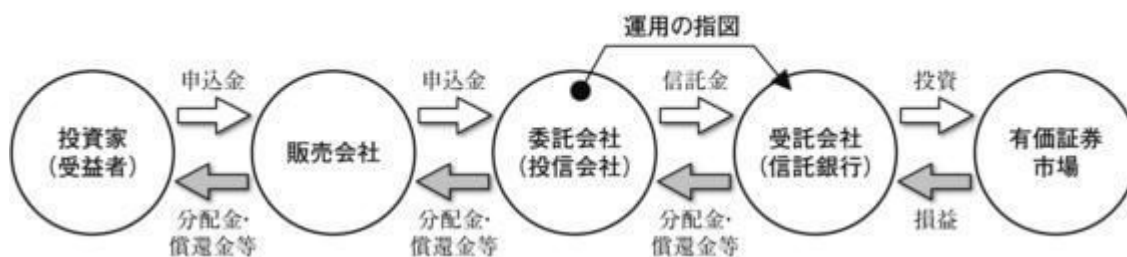 運用の指図
申込金
申込金
信託金
投資
投資家
（受益者）
販売会社
委託会社
（投信会社）
受託会社
（信託銀行）
有価証券
市場
分配金・
償還金等
分配金・
償還金等
分配金・
償還金等
損益